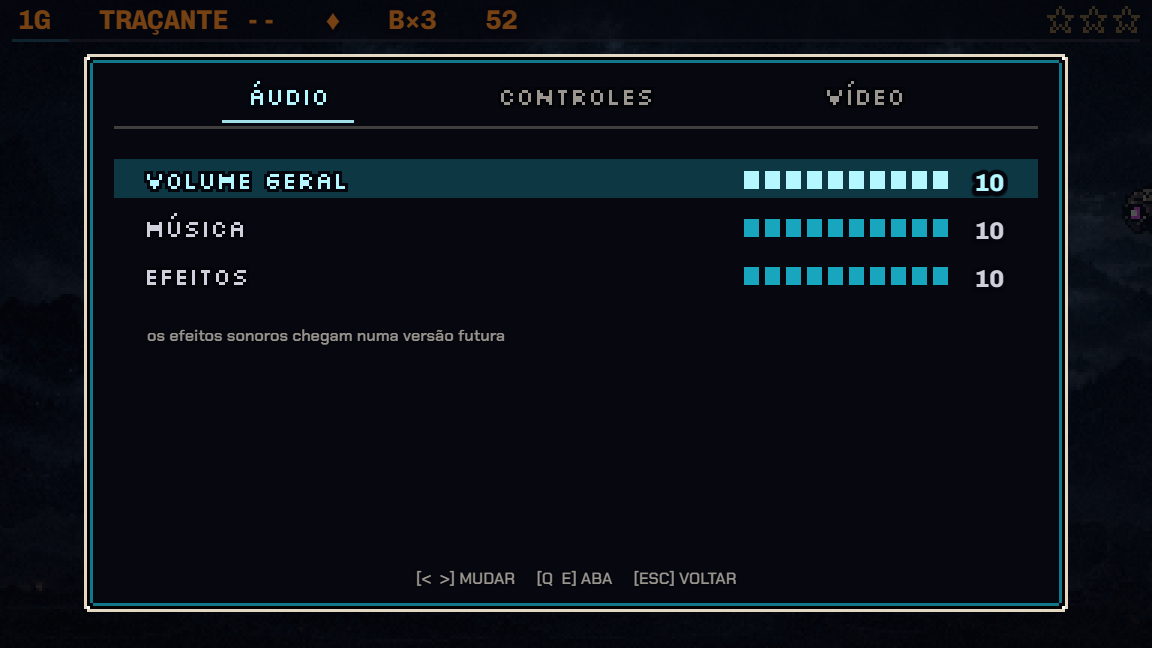 1G TRAÇANTE -- ♦ B×3 52
ÁUDIO CONTROLES VÍDEO
VOLUME GERAL 10
MÚSICA 10
EFEITOS 10
os efeitos sonoros chegam numa versão futura
[< >] MUDAR [Q E] ABA [ESC] VOLTAR